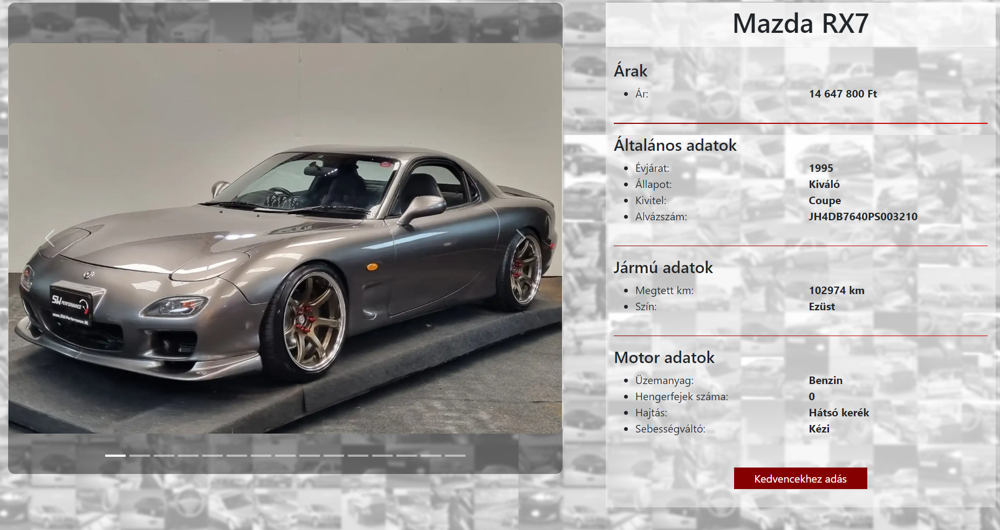 SW PERFORMANCE
www.SW-Performance.NL
Mazda RX7
Árak
Ár: 14 647 800 Ft
Általános adatok
Évjárat: 1995
Állapot: Kiváló
Kivitel: Coupe
Alvázszám: JH4DB7640PS003210
Jármú adatok
Megtett km: 102974 km
Szín: Ezüst
Motor adatok
Üzemanyag: Benzin
Hengerfejek száma: 0
Hajtás: Hátsó kerék
Sebességváltó: Kézi
Kedvencekhez adás